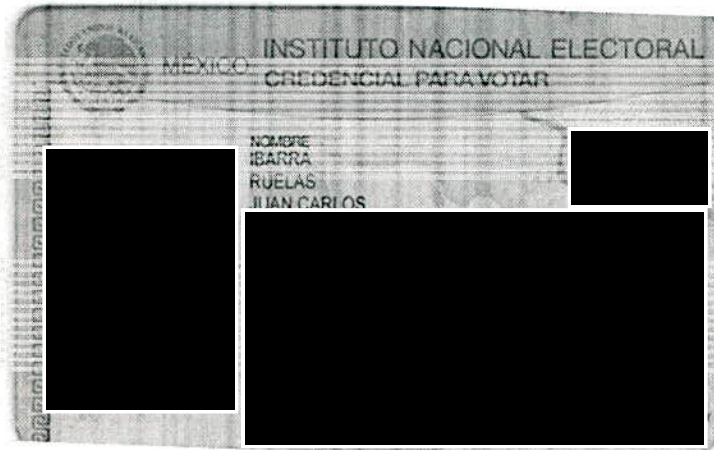 MÉXICO
INSTITUTO NACIONAL ELECTORAL
CREDENCIAL PARA VOTAR
NOMBRE
IBARRA
RUELAS
JUAN CARLOS